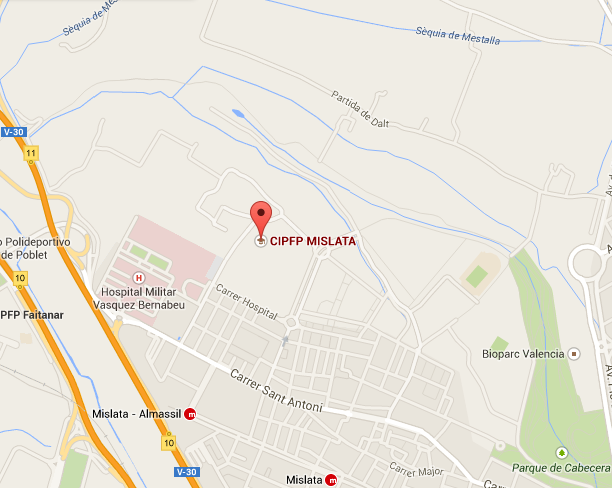 Sèquia de Mestalla
Sèquia de Mestalla
Partida de Dalt
V-30
11
CIPFP MISLATA
Polideportivo
de Poblet
10
Hospital Militar
Vasquez Bernabeu
PFP Faitanar
Carrer Hospital
Bioparc Valencia
Carrer Sant Antoni
Mislata - Almassil
m
10
V-30
Carrer Major
Parque de Cabecera
Mislata
m
H